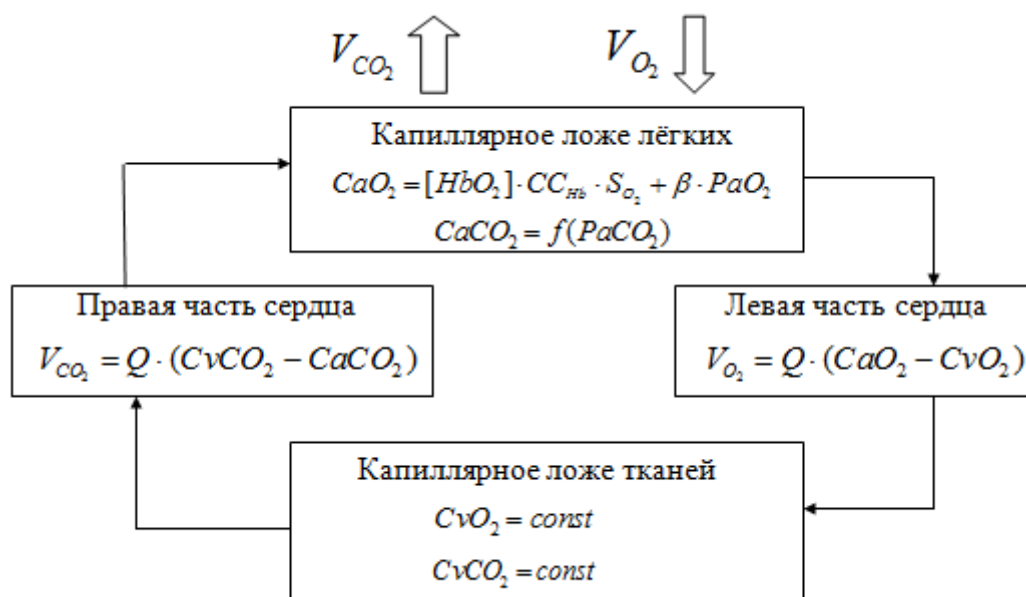 V_{CO_2} V_{O_2}
Капиллярное ложе лёгких
CaO_2 = [HbO_2] · CC_{Hb} · S_{O_2} + β · PaO_2
CaCO_2 = f(PaCO_2)
Правая часть сердца
V_{CO_2} = Q · (CvCO_2 − CaCO_2)
Левая часть сердца
V_{O_2} = Q · (CaO_2 − CvO_2)
Капиллярное ложе тканей
CvO_2 = const
CvCO_2 = const